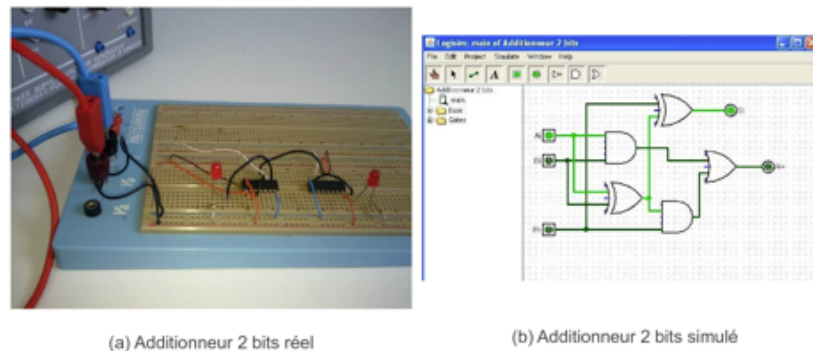 Logisim: main of Additionneur 2 bits
File Edit Project Simulate Window Help
Additionneur 2 bits
main
Base
Gates
(a) Additionneur 2 bits réel
(b) Additionneur 2 bits simulé